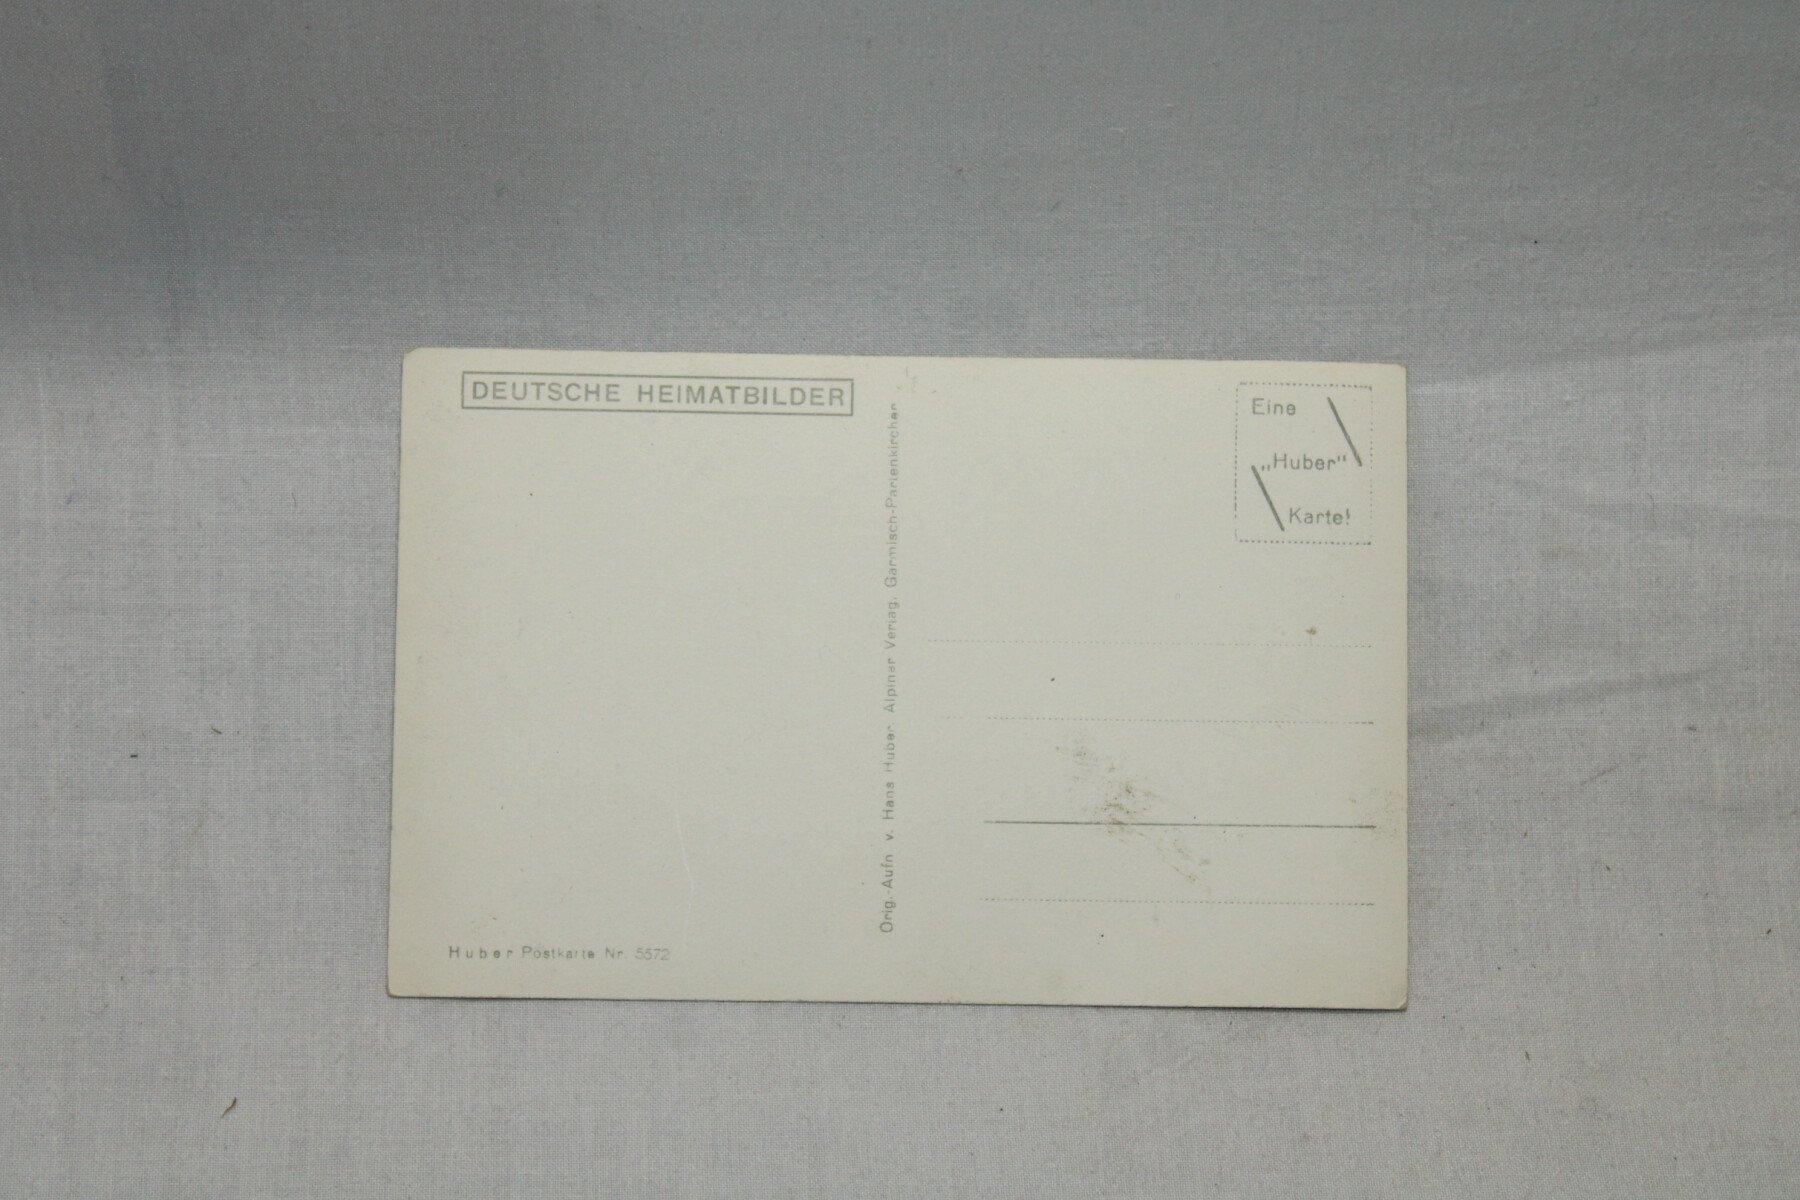 DEUTSCHE HEIMATBILDER
Eine
„Huber"
Karte!
Orig.-Aufn v. Hans Huber Alpiner Verlag, Garmisch-Partenkirchen
Huber Postkarte Nr. 5572